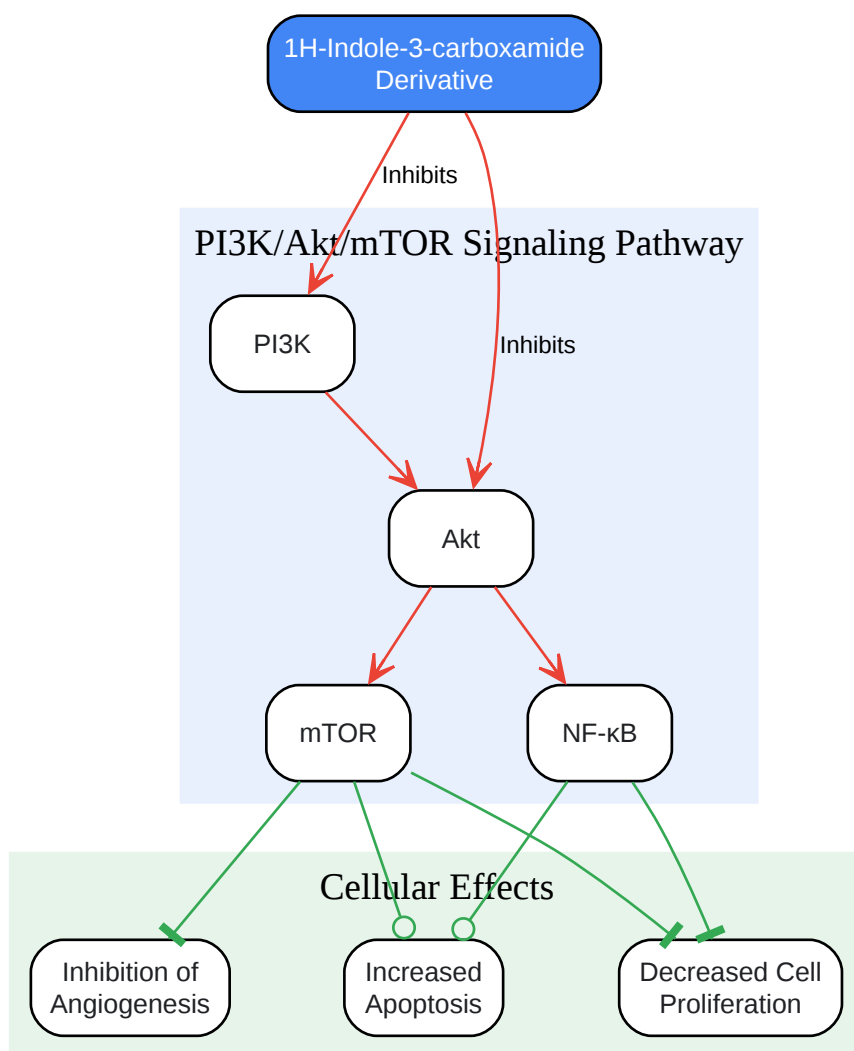 1H-Indole-3-carboxamide
Derivative
Inhibits
PI3K/Akt/mTOR Signaling Pathway
PI3K
Inhibits
Akt
mTOR
NF-κB
Cellular Effects
Inhibition of
Angiogenesis
Increased
Apoptosis
Decreased Cell
Proliferation